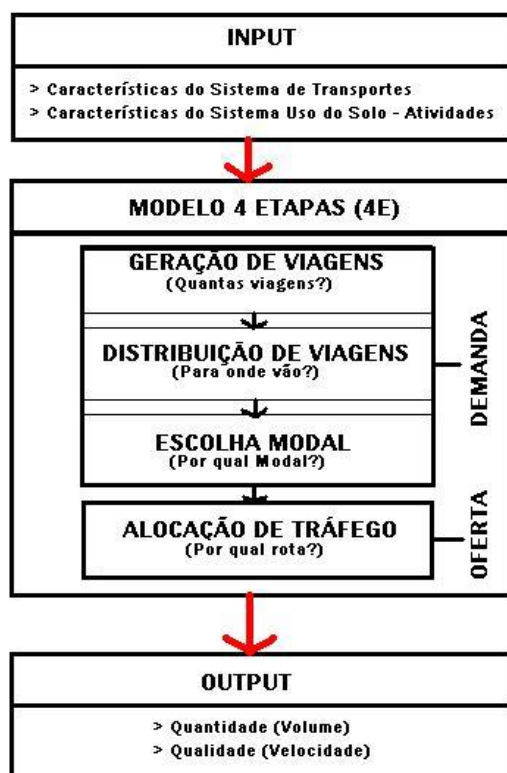 INPUT
> Características do Sistema de Transportes
> Características do Sistema Uso do Solo - Atividades
MODELO 4 ETAPAS (4E)
GERAÇÃO DE VIAGENS
(Quantas viagens?)
DISTRIBUIÇÃO DE VIAGENS
(Para onde vão?)
ESCOLHA MODAL
(Por qual Modal?)
DEMANDA
ALOCAÇÃO DE TRÁFEGO
(Por qual rota?)
OFERTA
OUTPUT
> Quantidade (Volume)
> Qualidade (Velocidade)